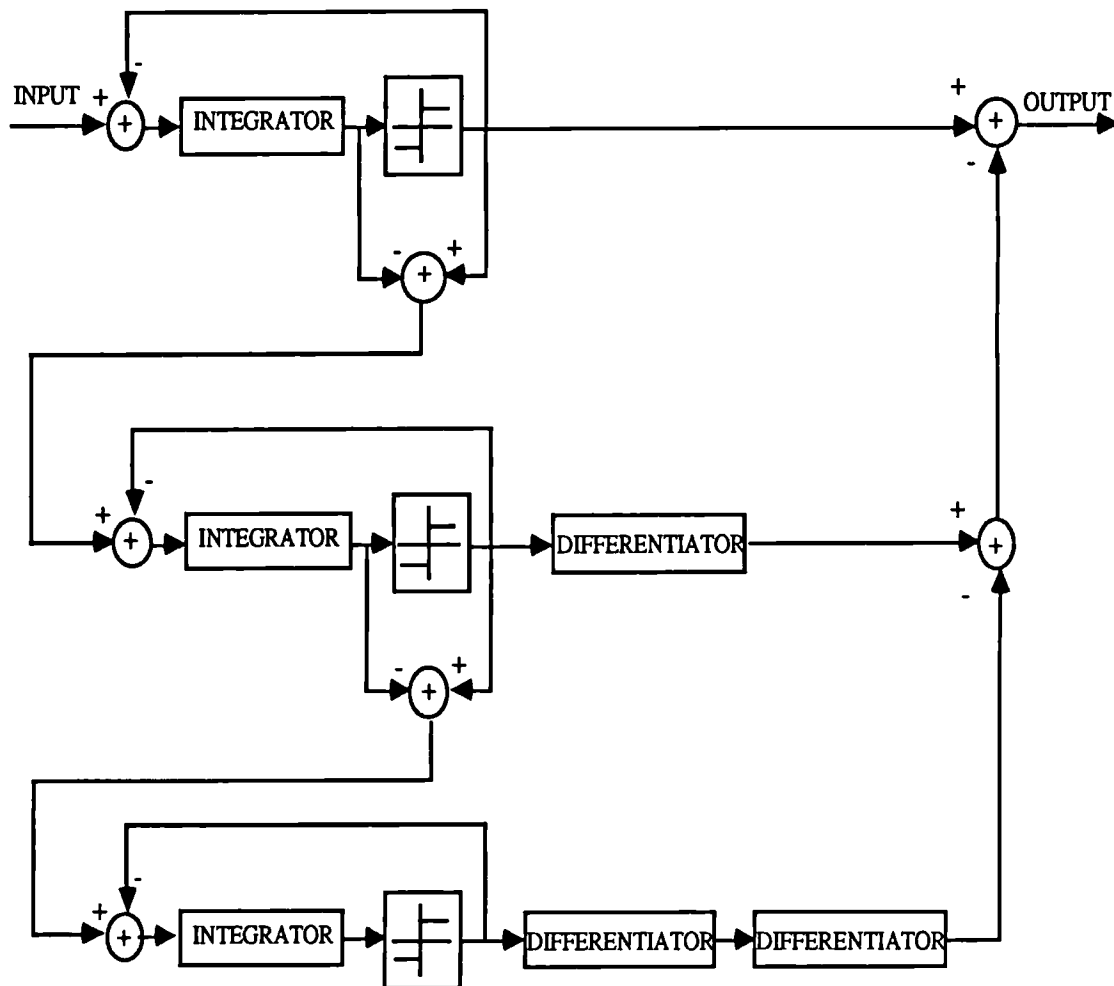 INPUT
+
-
+
INTEGRATOR
+
-
+
OUTPUT
-
+
+
+
-
+
INTEGRATOR
DIFFERENTIATOR
+
+
-
-
+
+
-
+
+
INTEGRATOR
DIFFERENTIATOR
DIFFERENTIATOR